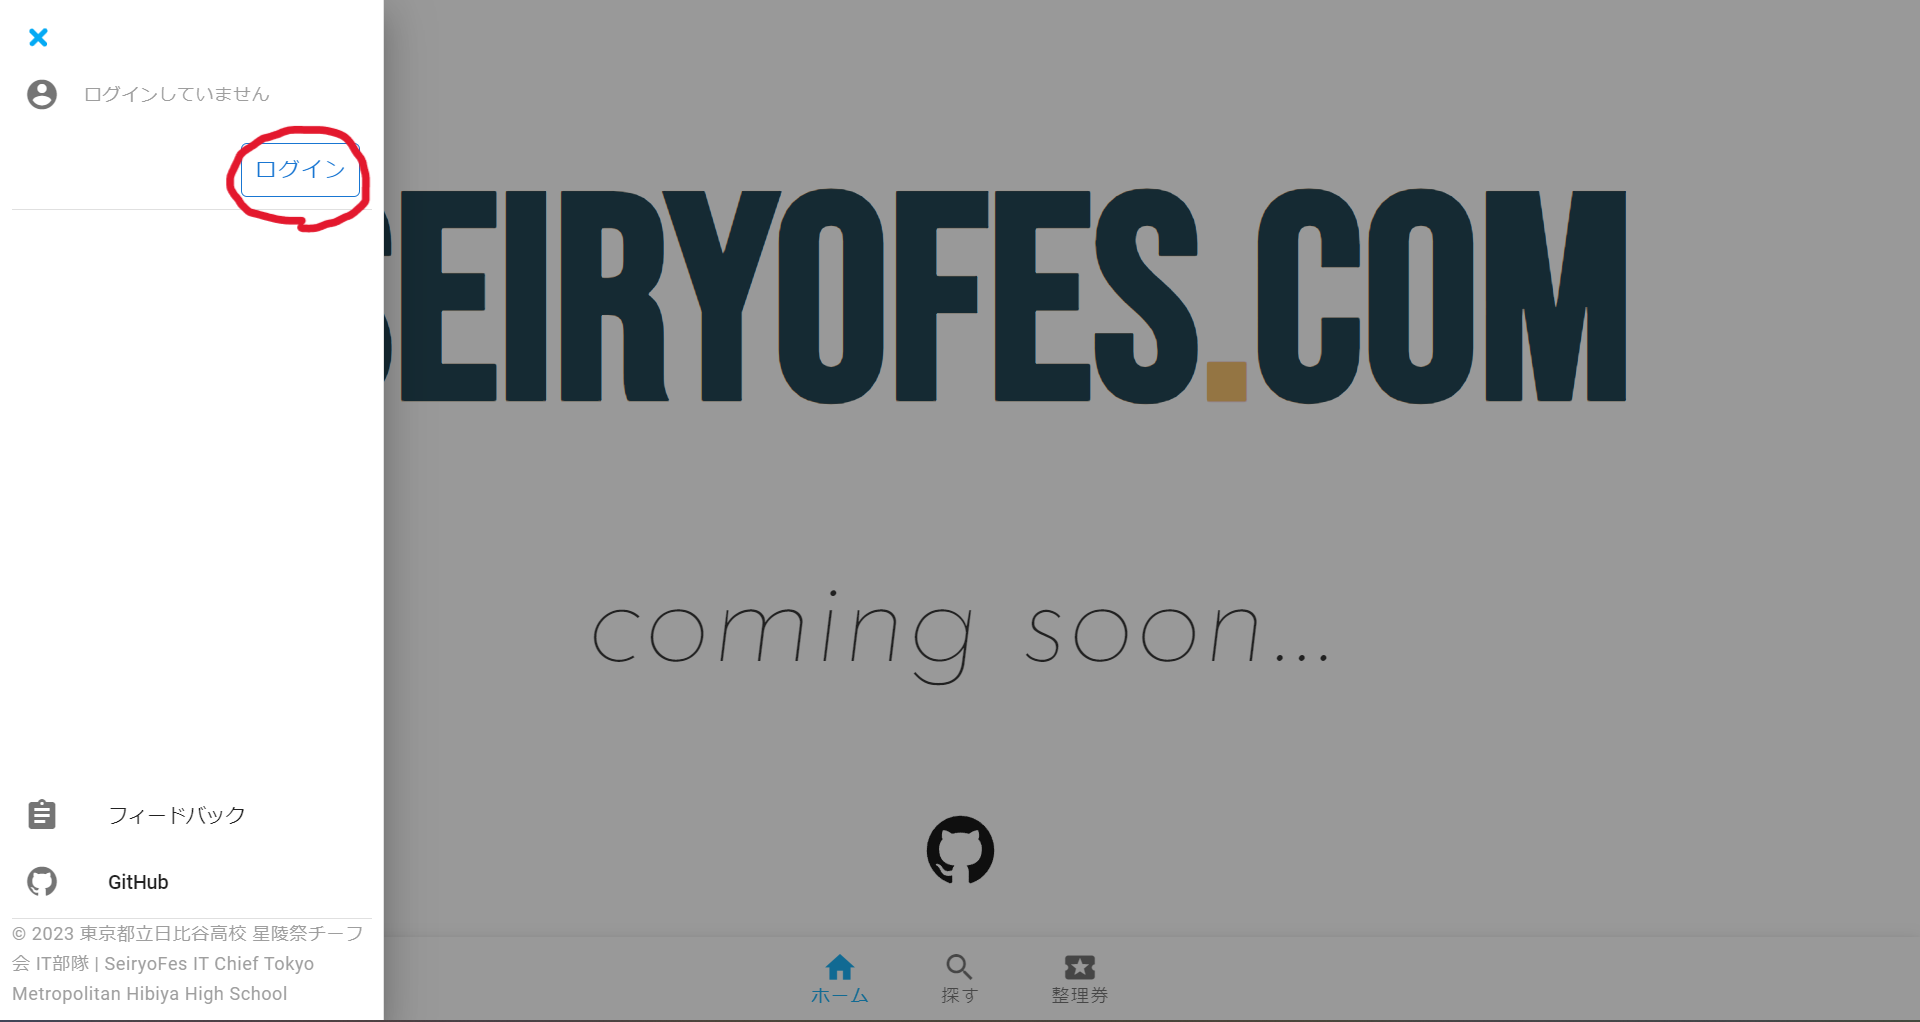 ログインしていません
ログイン
SEIRYOFES.COM
coming soon...
フィードバック
GitHub
© 2023 東京都立日比谷高校 星陵祭チーフ
会 IT部隊 | SeiryoFes IT Chief Tokyo
Metropolitan Hibiya High School
ホーム
探す
整理券